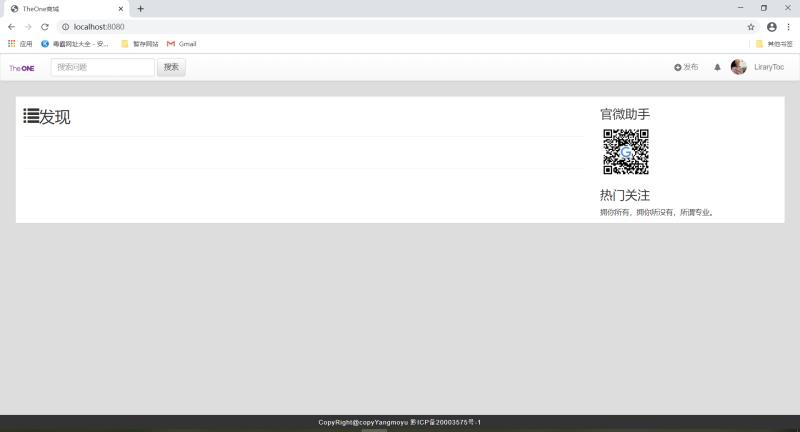 TheOne商城
localhost:8080
应用
毒霸网址大全 - 安...
暂存网站
Gmail
其他书签
The ONE
搜索问题
搜索
发布
LiraryToc
发现
官微助手
热门关注
拥你所有，拥你所没有，所谓专业。
CopyRight@copyYangmoyu 黔ICP备20003575号-1